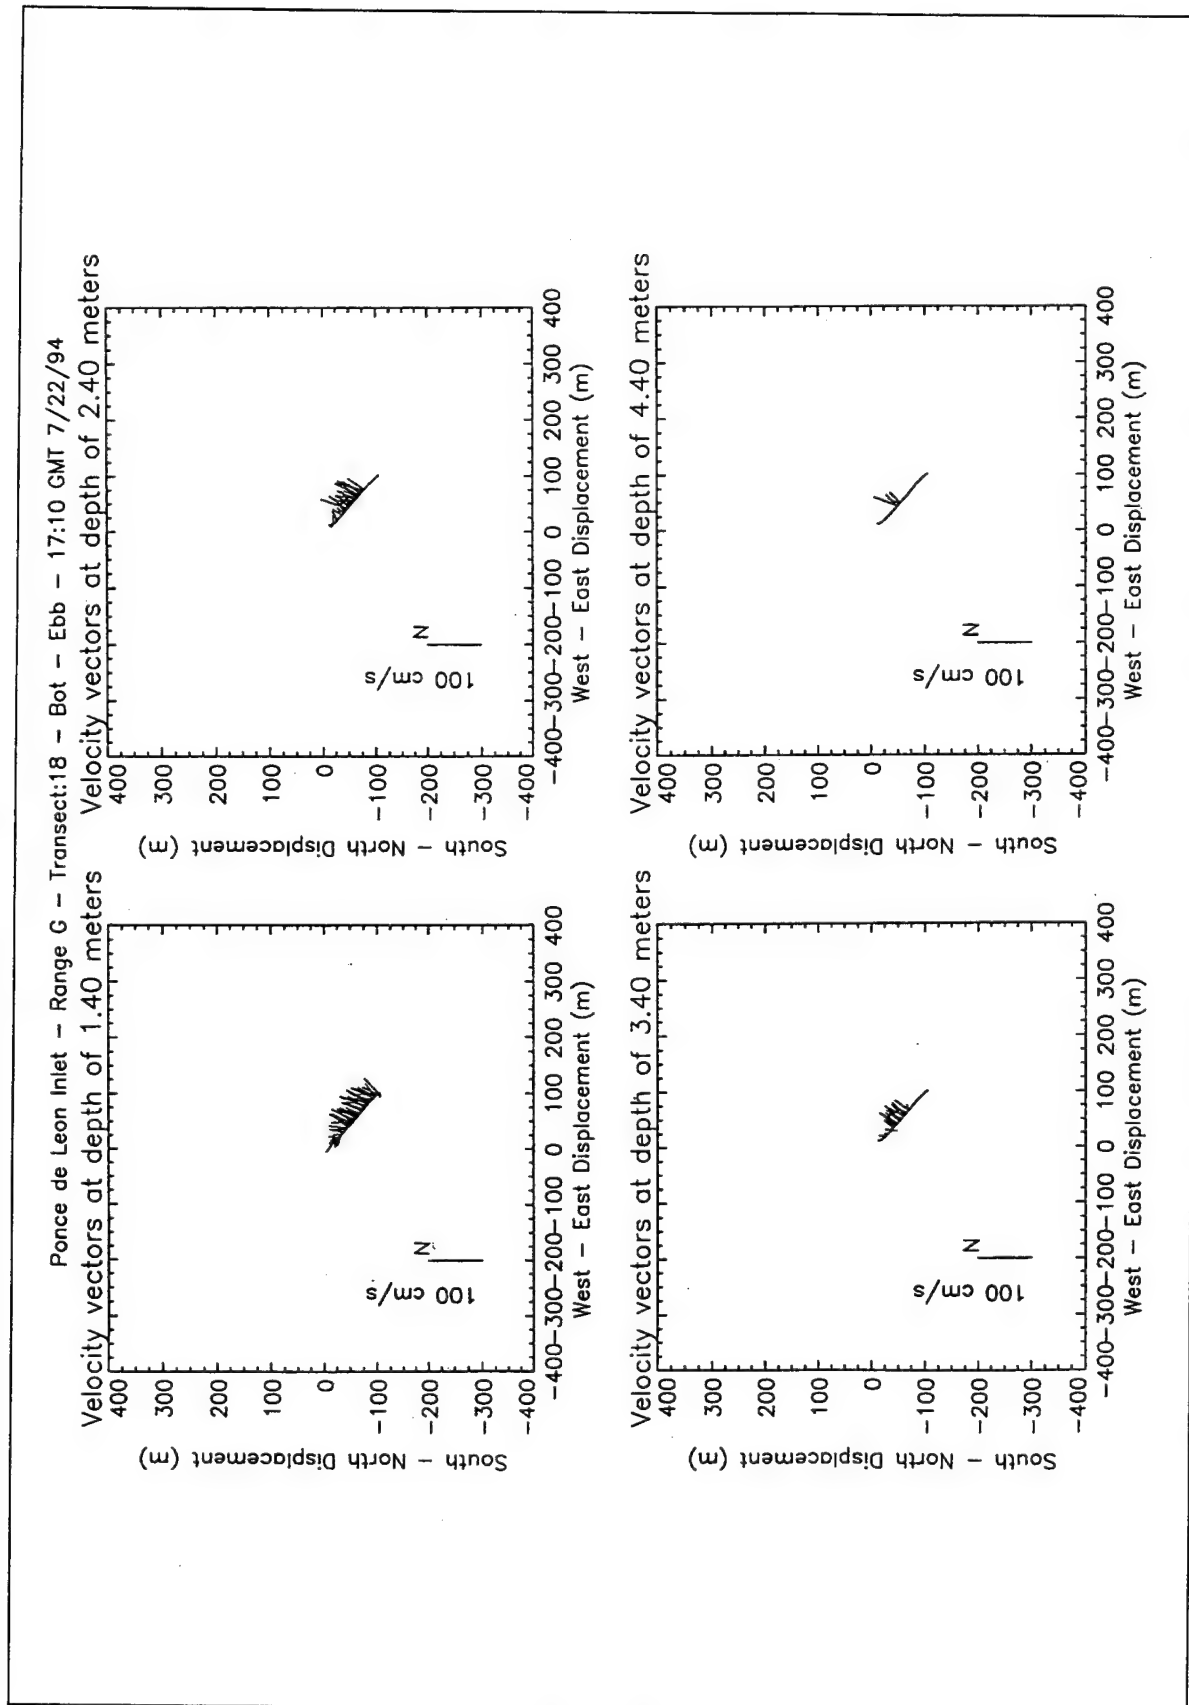 Ponce de Leon Inlet – Range G – Transect:18 – Bot – Ebb – 17:10 GMT 7/22/94
Velocity vectors at depth of 1.40 meters
400
300
200
100
0
–100
–200
–300
–400
South – North Displacement (m)
N
100 cm/s
–400–300–200–100 0 100 200 300 400
West – East Displacement (m)
Velocity vectors at depth of 2.40 meters
400
300
200
100
0
–100
–200
–300
–400
South – North Displacement (m)
N
100 cm/s
–400–300–200–100 0 100 200 300 400
West – East Displacement (m)
Velocity vectors at depth of 3.40 meters
400
300
200
100
0
–100
–200
–300
–400
South – North Displacement (m)
N
100 cm/s
–400–300–200–100 0 100 200 300 400
West – East Displacement (m)
Velocity vectors at depth of 4.40 meters
400
300
200
100
0
–100
–200
–300
–400
South – North Displacement (m)
N
100 cm/s
–400–300–200–100 0 100 200 300 400
West – East Displacement (m)